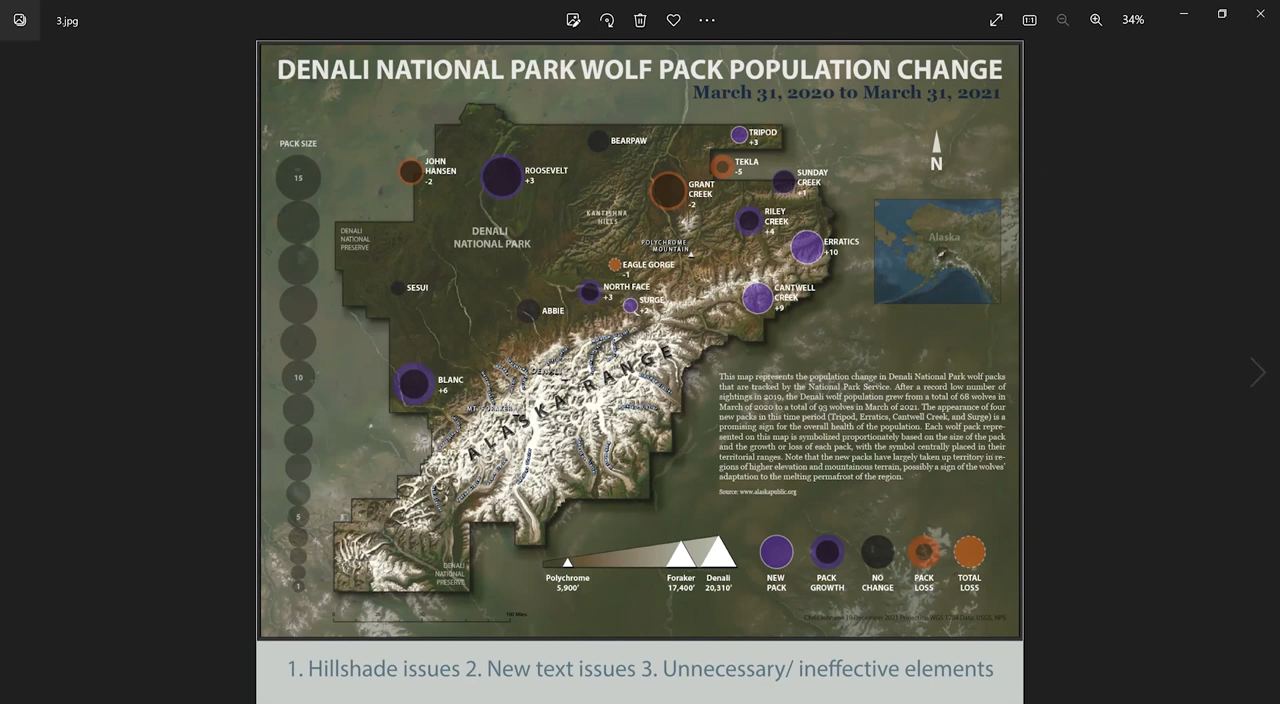 3.jpg
34%
DENALI NATIONAL PARK WOLF PACK POPULATION CHANGE
March 31, 2020 to March 31, 2021
PACK SIZE
15
10
5
1
JOHN
HANSEN
-2
ROOSEVELT
+3
BEARPAW
TRIPOD
+3
TEKLA
-5
SUNDAY
CREEK
+1
GRANT
CREEK
-2
RILEY
CREEK
+4
ERRATICS
+10
KANTISHNA
HILLS
DENALI
NATIONAL
PRESERVE
DENALI
NATIONAL PARK
POLYCHROME
MOUNTAIN
EAGLE GORGE
-1
SESUI
NORTH FACE
+3
SURGE
+2
CANTWELL
CREEK
+9
ABBIE
BLANC
+6
DENALI
MT. FORAKER
ALASKA RANGE
DENALI
NATIONAL
PRESERVE
N
Alaska
This map represents the population change in Denali National Park wolf packs
that are tracked by the National Park Service. After a record low number of
sightings in 2019, the Denali wolf population grew from a total of 68 wolves in
March of 2020 to a total of 93 wolves in March of 2021. The appearance of four
new packs in this time period (Tripod, Erratics, Cantwell Creek, and Surge) is a
promising sign for the overall health of the population. Each wolf pack repre-
sented on this map is symbolized proportionately based on the size of the pack
and the growth or loss of each pack, with the symbol centrally placed in their
territorial ranges. Note that the new packs have largely taken up territory in re-
gions of higher elevation and mountainous terrain, possibly a sign of the wolves'
adaptation to the melting permafrost of the region.
Source: www.alaskapublic.org
Polychrome
5,900'
Foraker
17,400'
Denali
20,310'
NEW
PACK
PACK
GROWTH
NO
CHANGE
PACK
LOSS
TOTAL
LOSS
0
100 Miles
1. Hillshade issues 2. New text issues 3. Unnecessary/ ineffective elements